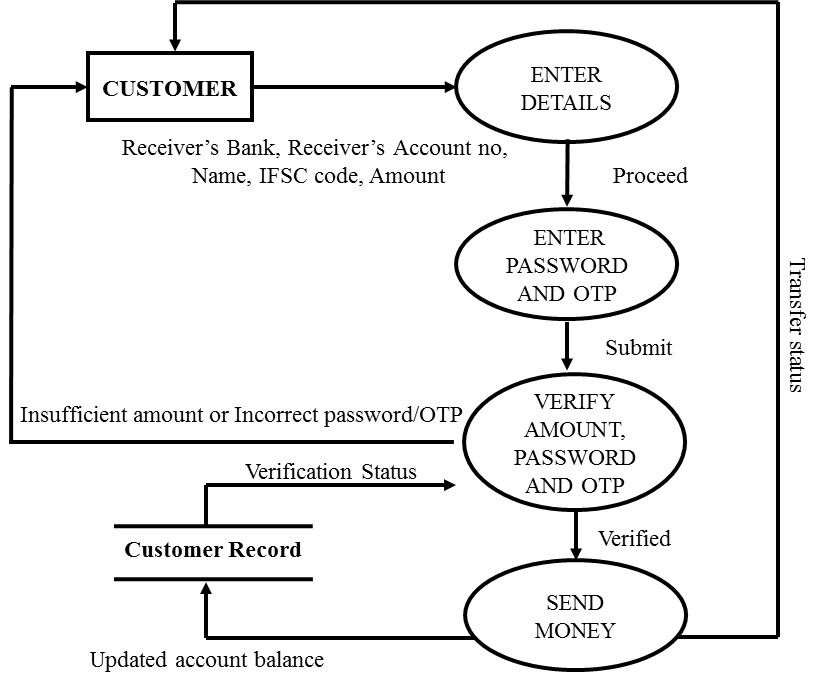 CUSTOMER
ENTER
DETAILS
Receiver's Bank, Receiver's Account no,
Name, IFSC code, Amount
Proceed
ENTER
PASSWORD
AND OTP
Transfer status
Submit
Insufficient amount or Incorrect password/OTP
VERIFY
AMOUNT,
PASSWORD
AND OTP
Verification Status
Customer Record
Verified
SEND
MONEY
Updated account balance